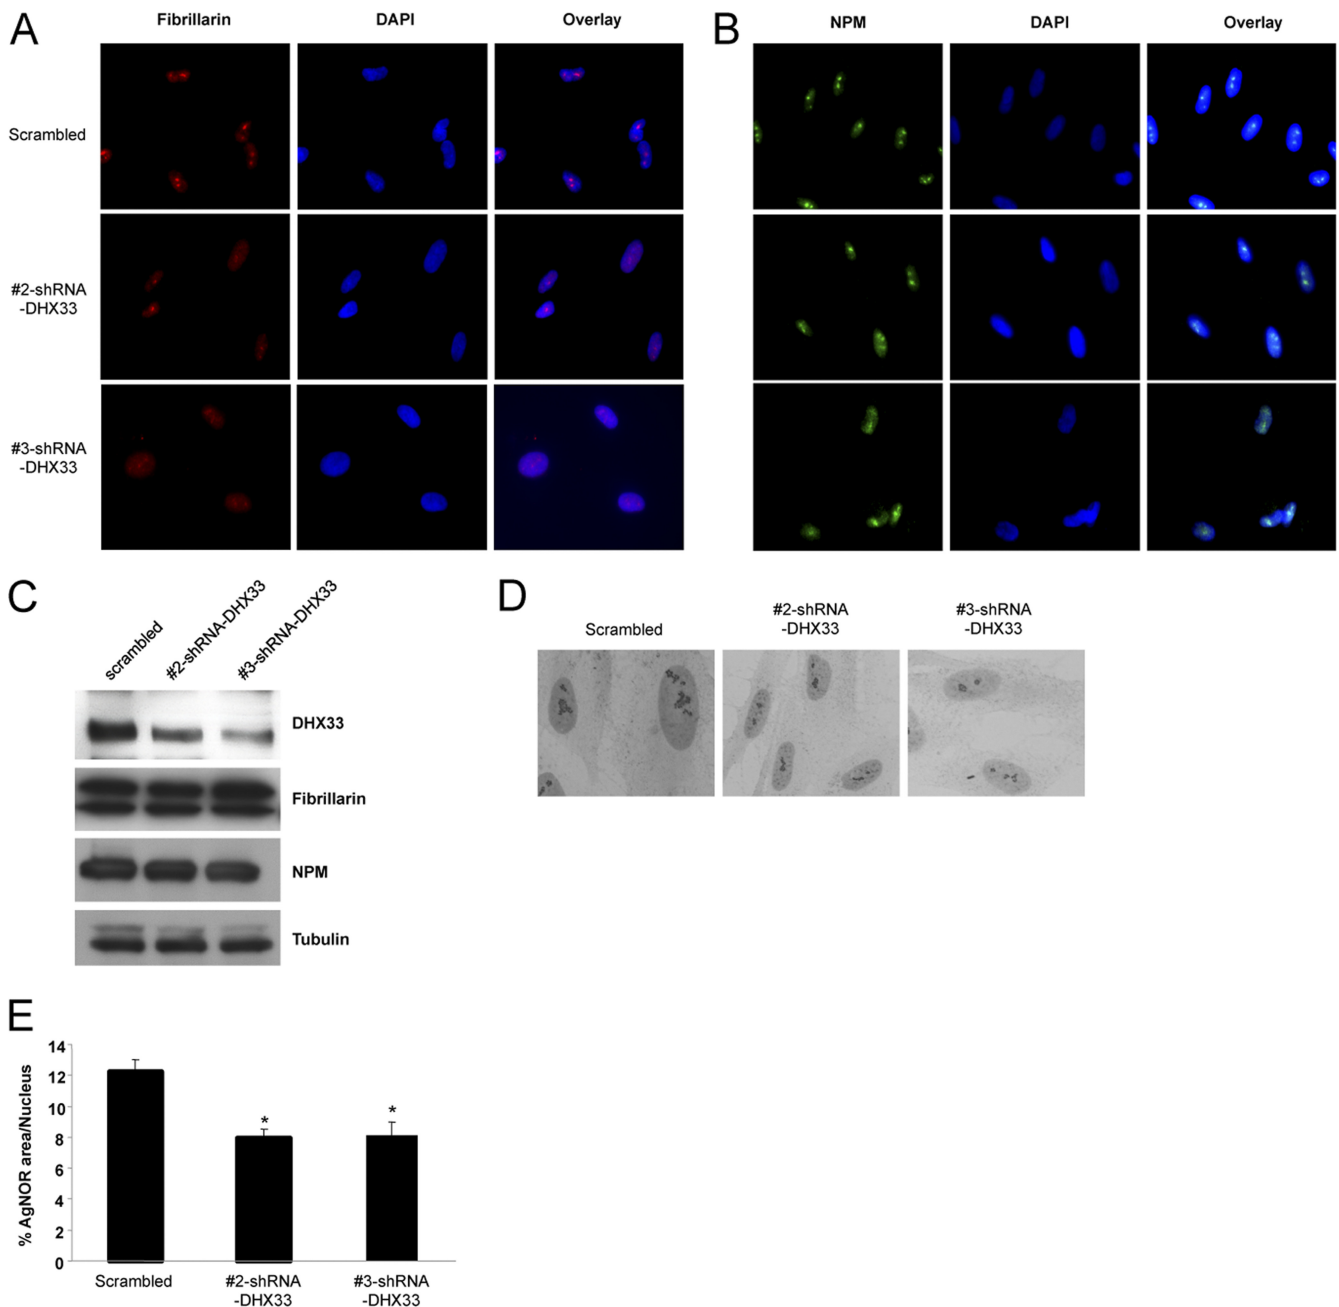 A
Fibrillarin
DAPI
Overlay
Scrambled
#2-shRNA
-DHX33
#3-shRNA
-DHX33
B
NPM
DAPI
Overlay
C
scrambled
#2-shRNA-DHX33
#3-shRNA-DHX33
DHX33
Fibrillarin
NPM
Tubulin
D
Scrambled
#2-shRNA
-DHX33
#3-shRNA
-DHX33
E
% AgNOR area/Nucleus
14
12
10
8
6
4
2
0
*
*
Scrambled
#2-shRNA
-DHX33
#3-shRNA
-DHX33